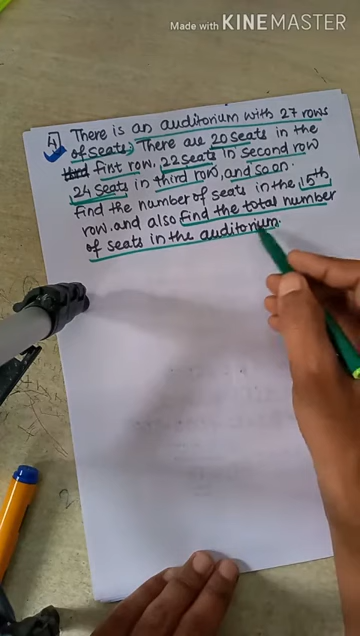 Made with KINEMASTER
4] There is an auditorium with 27 rows
of seats, There are 20 seats in the
first row, 22 seats in second row
24 seats in third row, and so on.
find the number of seats in the 15th
row and also find the total number
of seats in the auditorium.